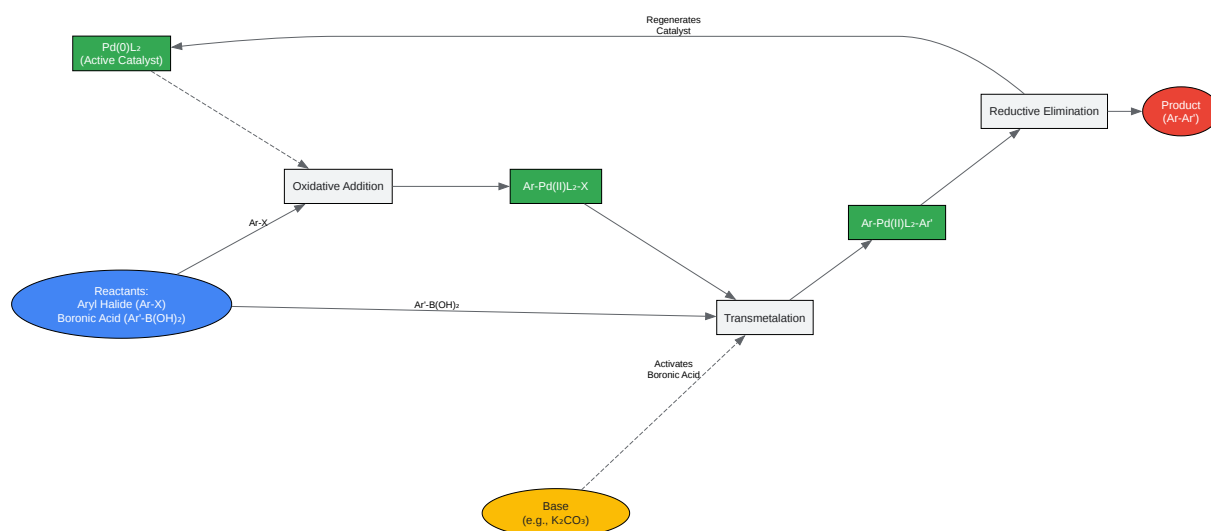 Regenerates
Catalyst
Pd(0)L₂
(Active Catalyst)
Reductive Elimination
Product
(Ar-Ar')
Oxidative Addition
Ar-Pd(II)L₂-X
Ar-X
Ar-Pd(II)L₂-Ar'
Reactants:
Aryl Halide (Ar-X)
Boronic Acid (Ar'-B(OH)₂)
Ar'-B(OH)₂
Transmetalation
Activates
Boronic Acid
Base
(e.g., K₂CO₃)